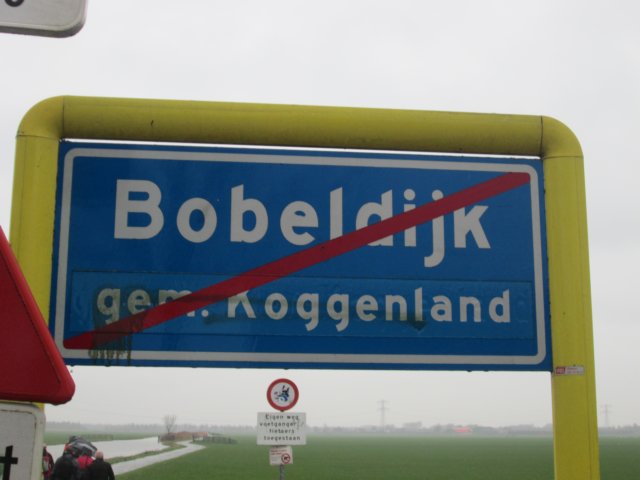 Bobeldijk
gem. Koggenland
Eigen weg
voetgangers
fietsers
toegestaan